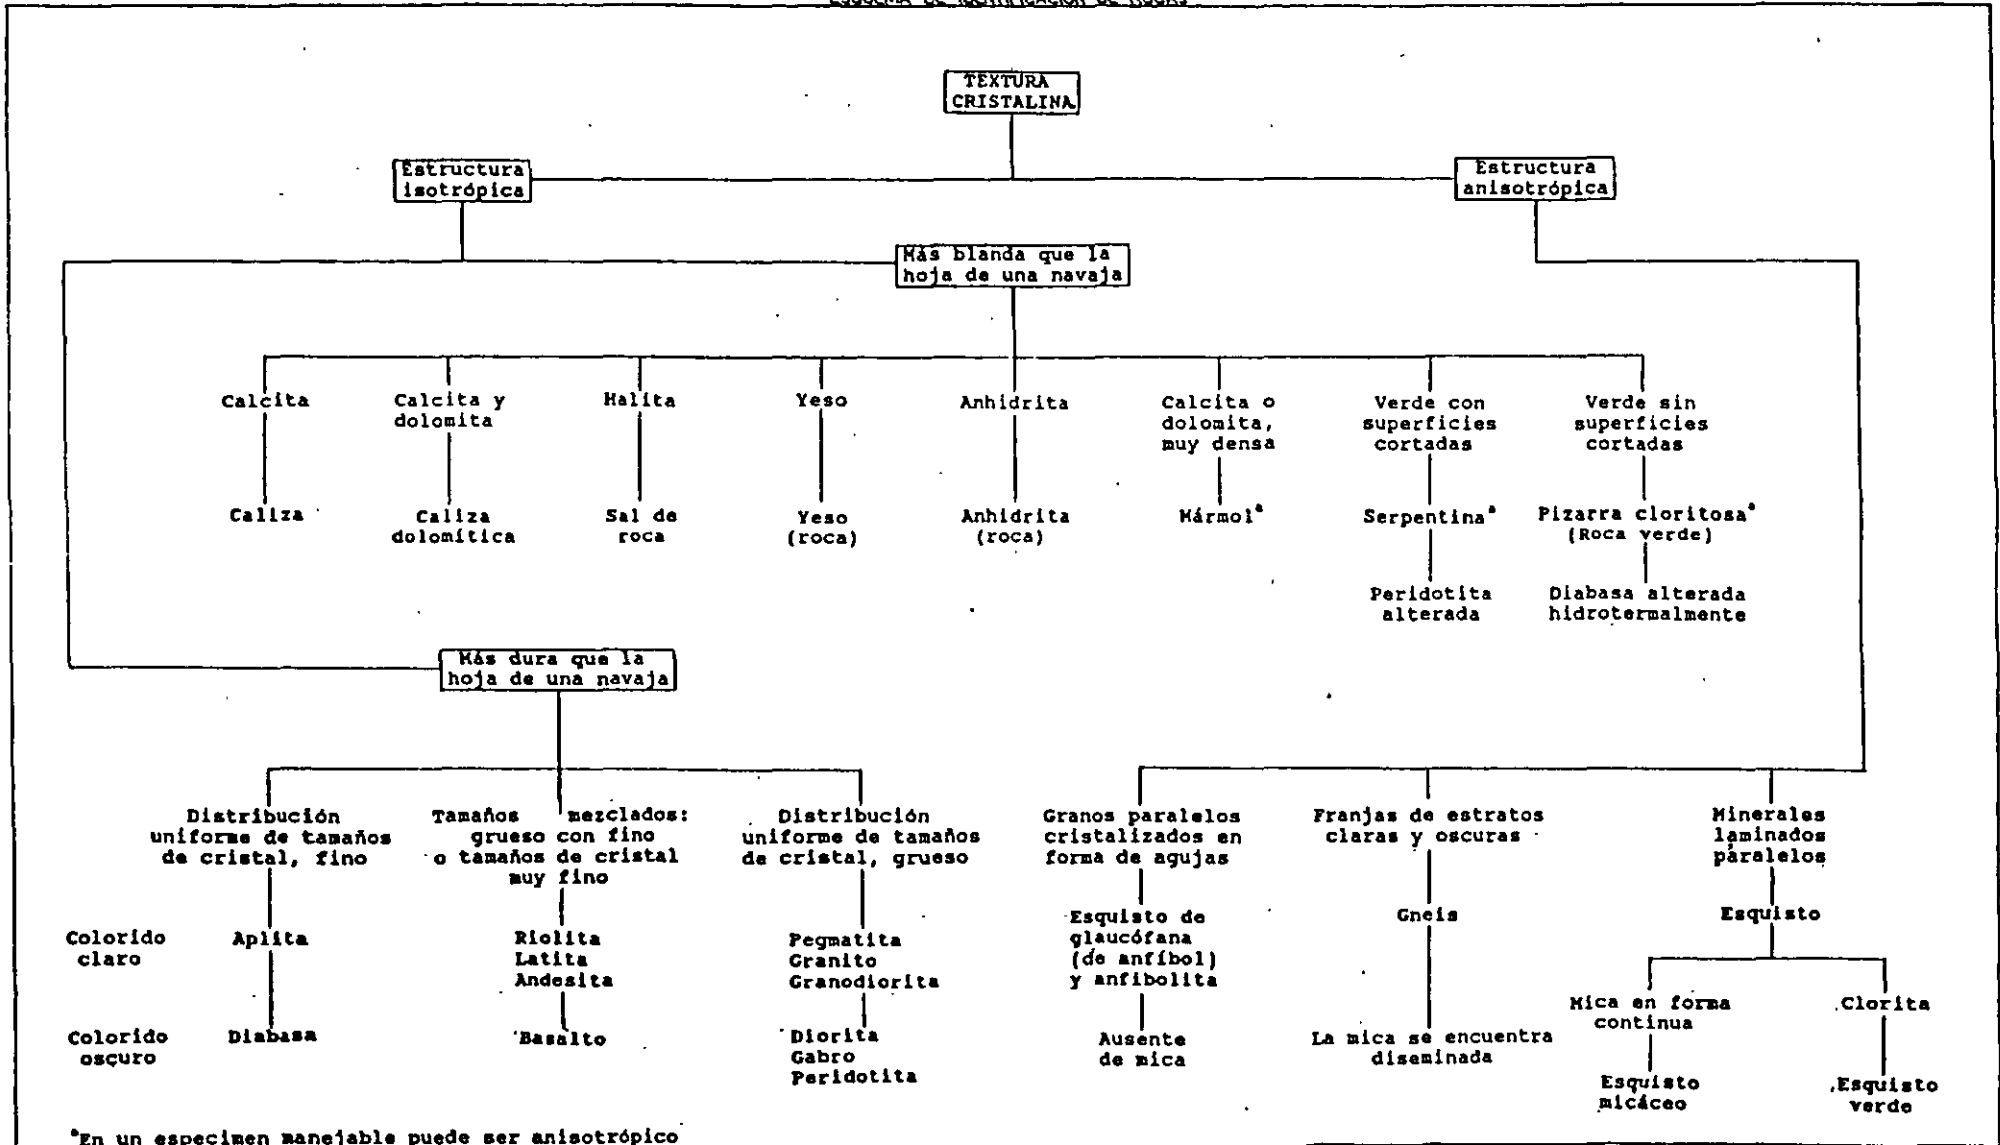 ESQUEMA DE IDENTIFICACION DE ROCAS
TEXTURA
CRISTALINA
Estructura
isotrópica
Estructura
anisotrópica
Más blanda que la
hoja de una navaja
Calcita
Calcita y
dolomita
Halita
Yeso
Anhidrita
Calcita o
dolomita,
muy densa
Verde con
superficies
cortadas
Verde sin
superficies
cortadas
Caliza
Caliza
dolomítica
Sal de
roca
Yeso
(roca)
Anhidrita
(roca)
Mármol*
Serpentina*
Pizarra cloritosa*
(Roca verde)
Peridotita
alterada
Diabasa alterada
hidrotermalmente
Más dura que la
hoja de una navaja
Distribución
uniforme de tamaños
de cristal, fino
Tamaños mezclados:
grueso con fino
o tamaños de cristal
muy fino
Distribución
uniforme de tamaños
de cristal, grueso
Granos paralelos
cristalizados en
forma de agujas
Franjas de estratos
claras y oscuras
Minerales
laminados
paralelos
Colorido
claro
Aplita
Riolita
Latita
Andesita
Pegmatita
Granito
Granodiorita
Esquisto de
glaucófana
(de anfíbol)
y anfibolita
Gneis
Esquisto
Colorido
oscuro
Diabasa
Basalto
Diorita
Gabro
Peridotita
Ausente
de mica
La mica se encuentra
diseminada
Mica en forma
continua
Clorita
Esquisto
micáceo
Esquisto
verde
*En un especimen manejable puede ser anisotrópico